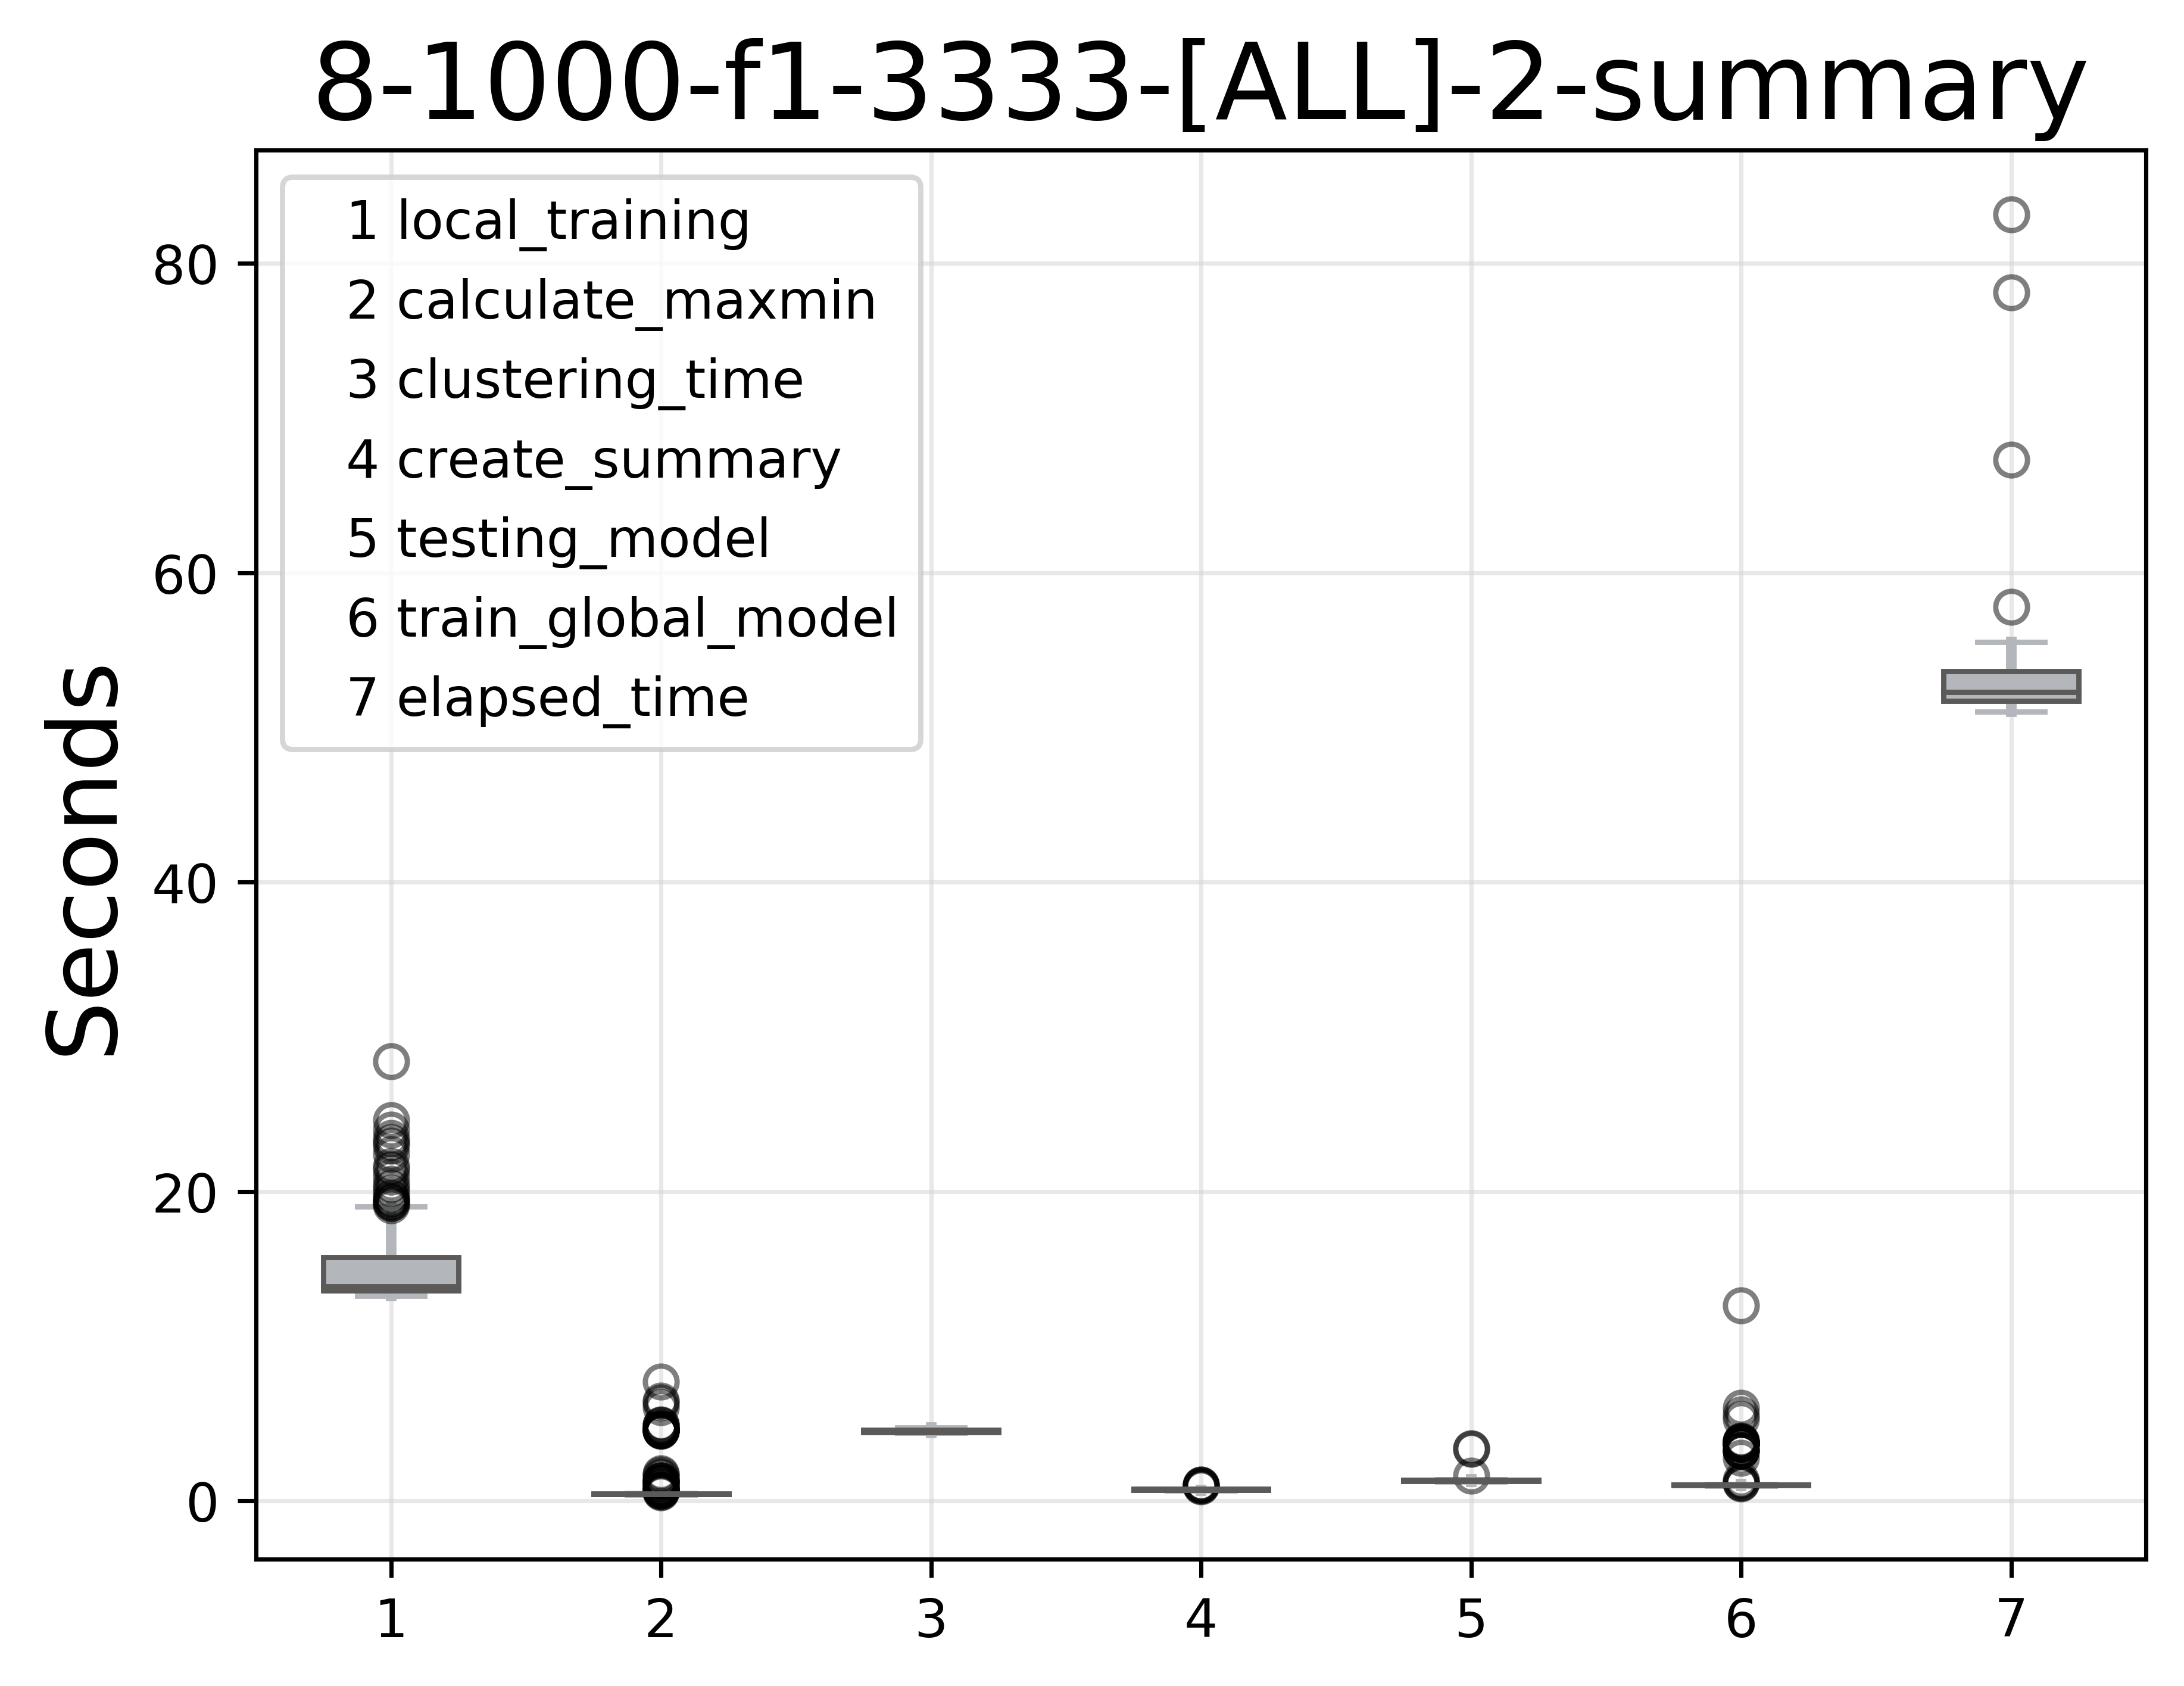 8-1000-f1-3333-[ALL]-2-summary
1 local_training
2 calculate_maxmin
3 clustering_time
4 create_summary
5 testing_model
6 train_global_model
7 elapsed_time
Seconds
80
60
40
20
0
1 2 3 4 5 6 7